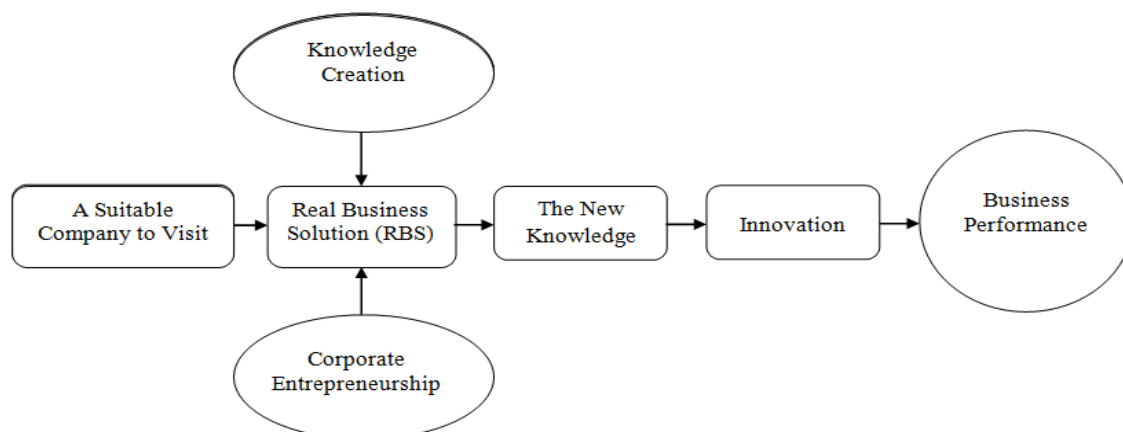 Knowledge
Creation
A Suitable
Company to Visit
Real Business
Solution (RBS)
The New
Knowledge
Innovation
Business
Performance
Corporate
Entrepreneurship